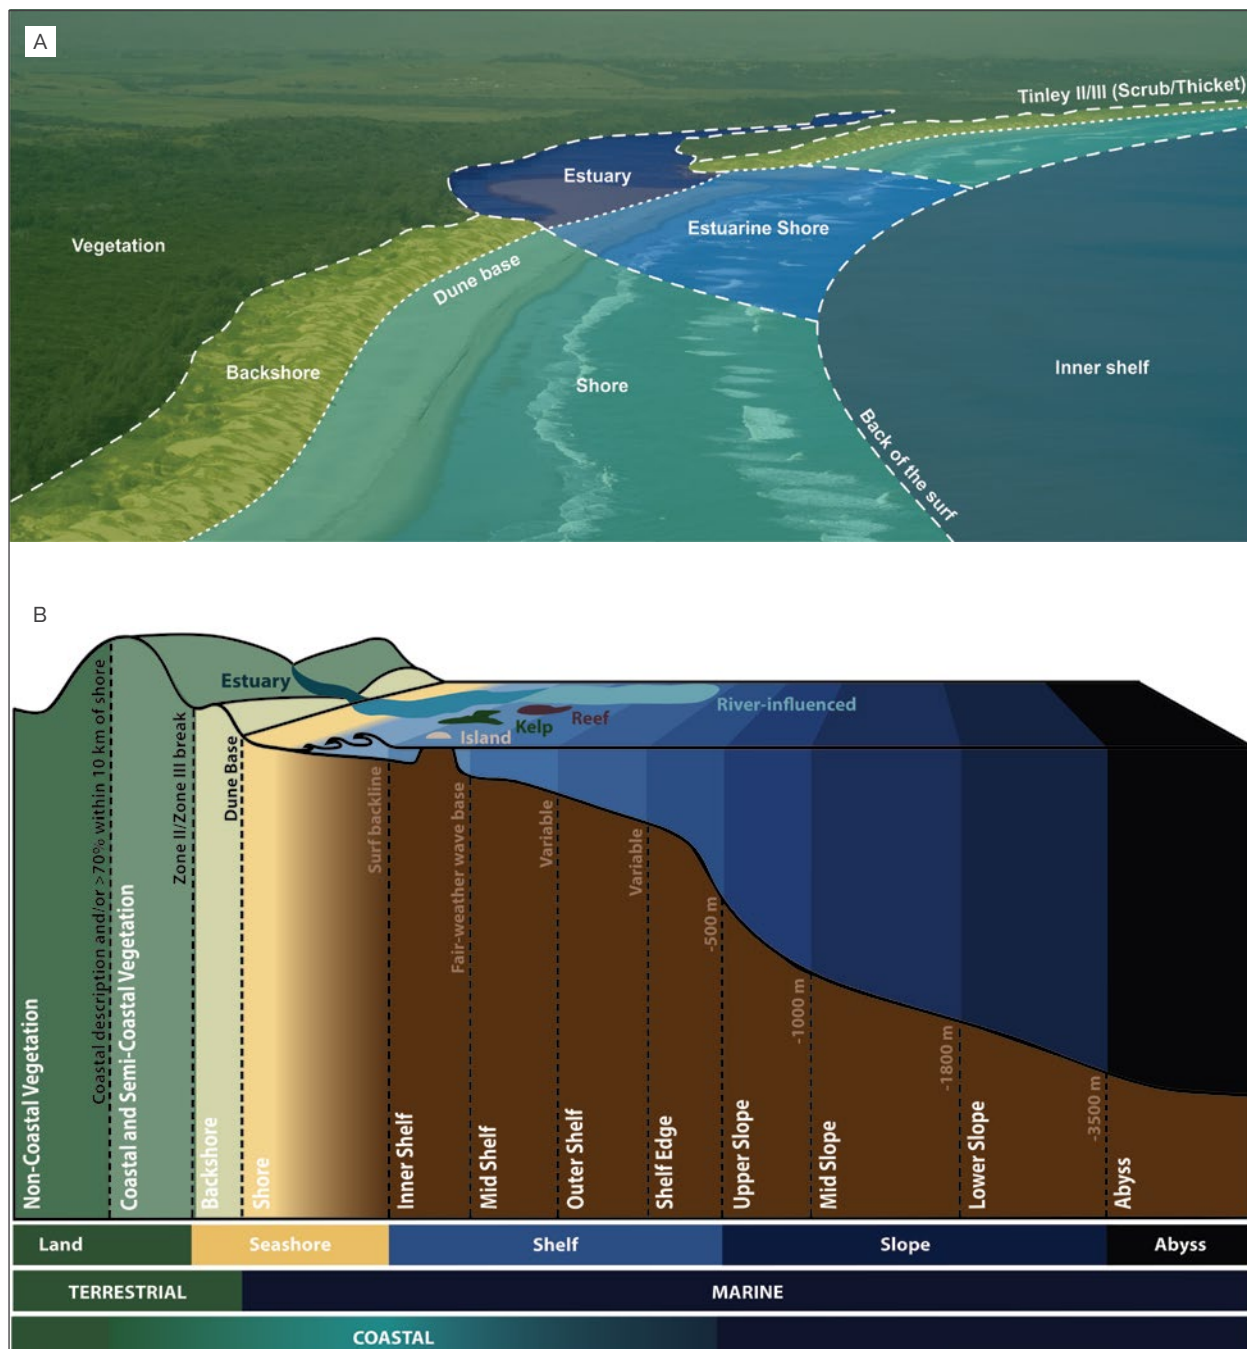 A
Tinley II/III (Scrub/Thicket)
Estuary
Estuarine Shore
Vegetation
Dune base
Backshore
Shore
Inner shelf
Back of the surf
B
Estuary
River-influenced
Reef
Kelp
Island
Coastal description and/or >70% within 10 km of shore
Zone II/Zone III break
Dune Base
Surf backline
Fair-weather wave base
Variable
Variable
-500 m
-1000 m
-1800 m
-3500 m
Non-Coastal Vegetation
Coastal and Semi-Coastal Vegetation
Backshore
Shore
Inner Shelf
Mid Shelf
Outer Shelf
Shelf Edge
Upper Slope
Mid Slope
Lower Slope
Abyss
Land
Seashore
Shelf
Slope
Abyss
TERRESTRIAL
MARINE
COASTAL